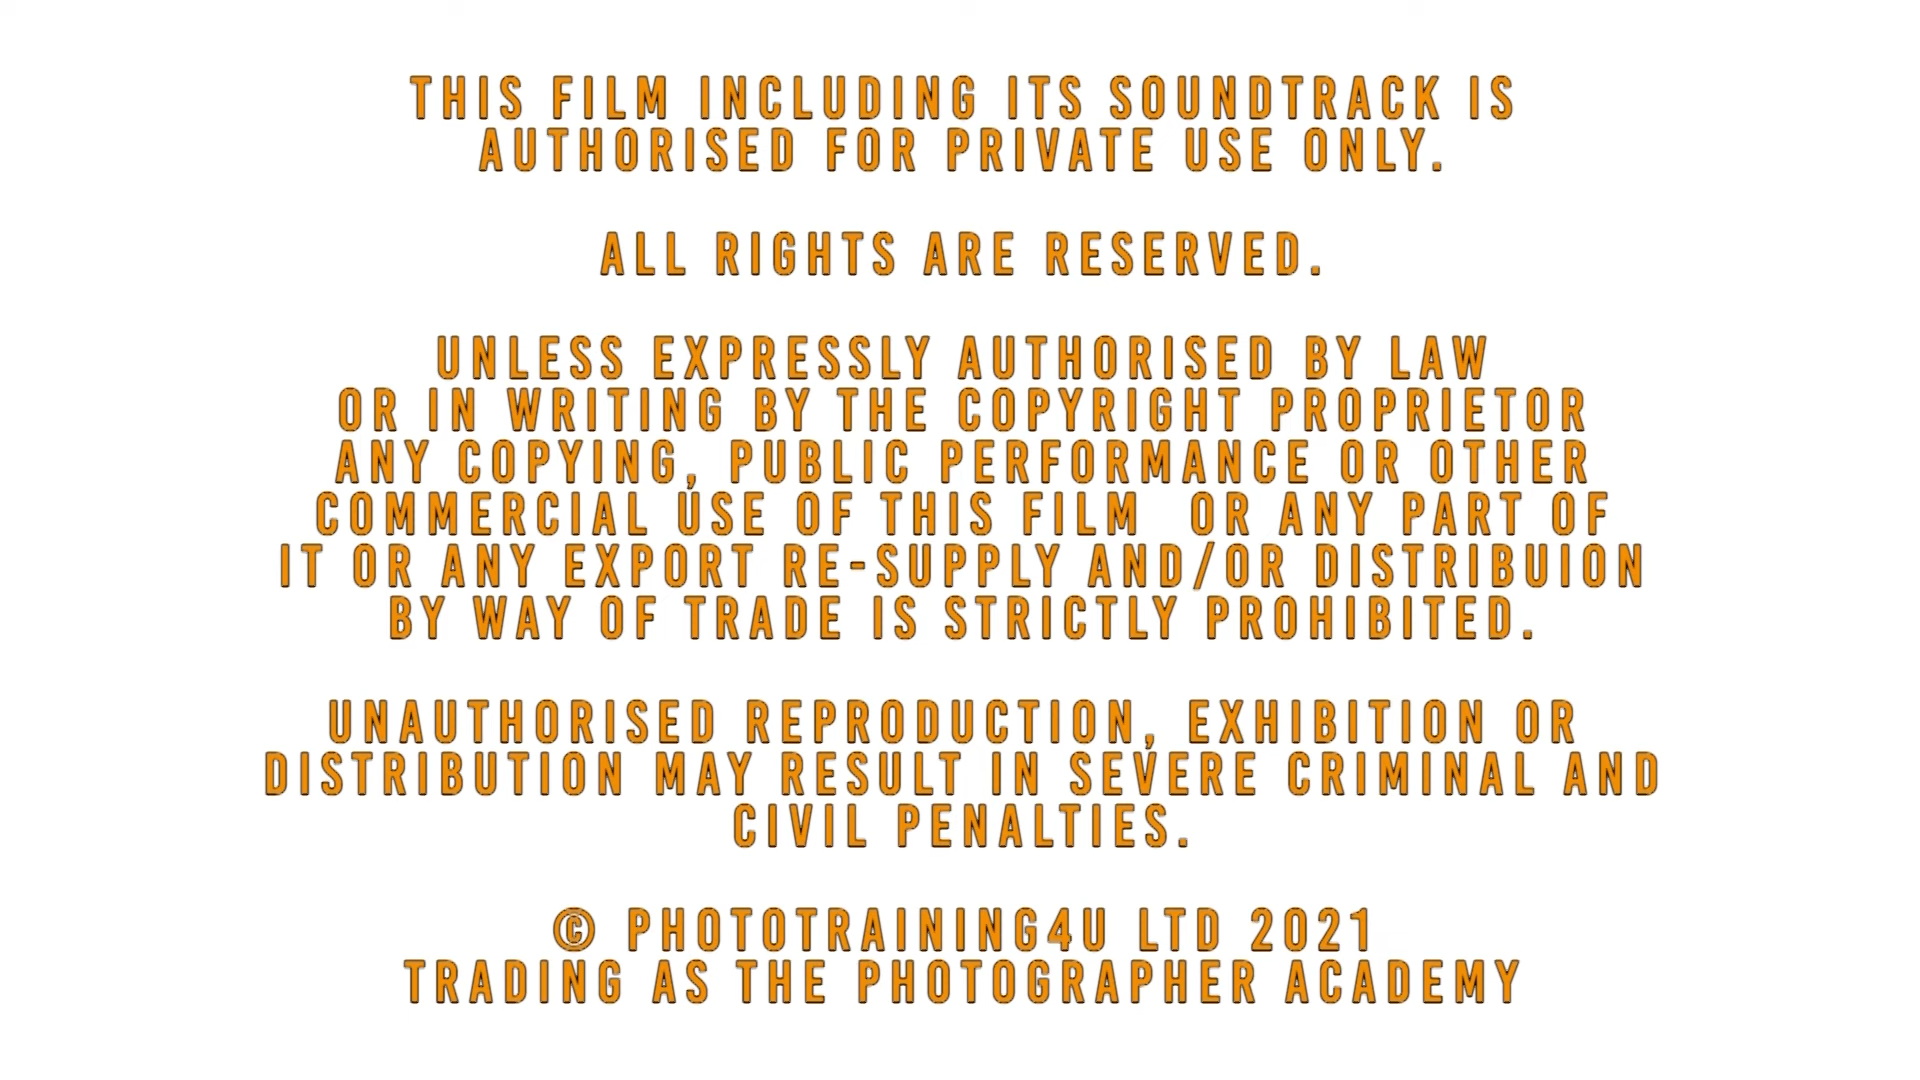 THIS FILM INCLUDING ITS SOUNDTRACK IS
AUTHORISED FOR PRIVATE USE ONLY.
ALL RIGHTS ARE RESERVED.
UNLESS EXPRESSLY AUTHORISED BY LAW
OR IN WRITING BY THE COPYRIGHT PROPRIETOR
ANY COPYING, PUBLIC PERFORMANCE OR OTHER
COMMERCIAL USE OF THIS FILM OR ANY PART OF
IT OR ANY EXPORT RE-SUPPLY AND/OR DISTRIBUION
BY WAY OF TRADE IS STRICTLY PROHIBITED.
UNAUTHORISED REPRODUCTION, EXHIBITION OR
DISTRIBUTION MAY RESULT IN SEVERE CRIMINAL AND
CIVIL PENALTIES.
© PHOTOTRAINING4U LTD 2021
TRADING AS THE PHOTOGRAPHER ACADEMY